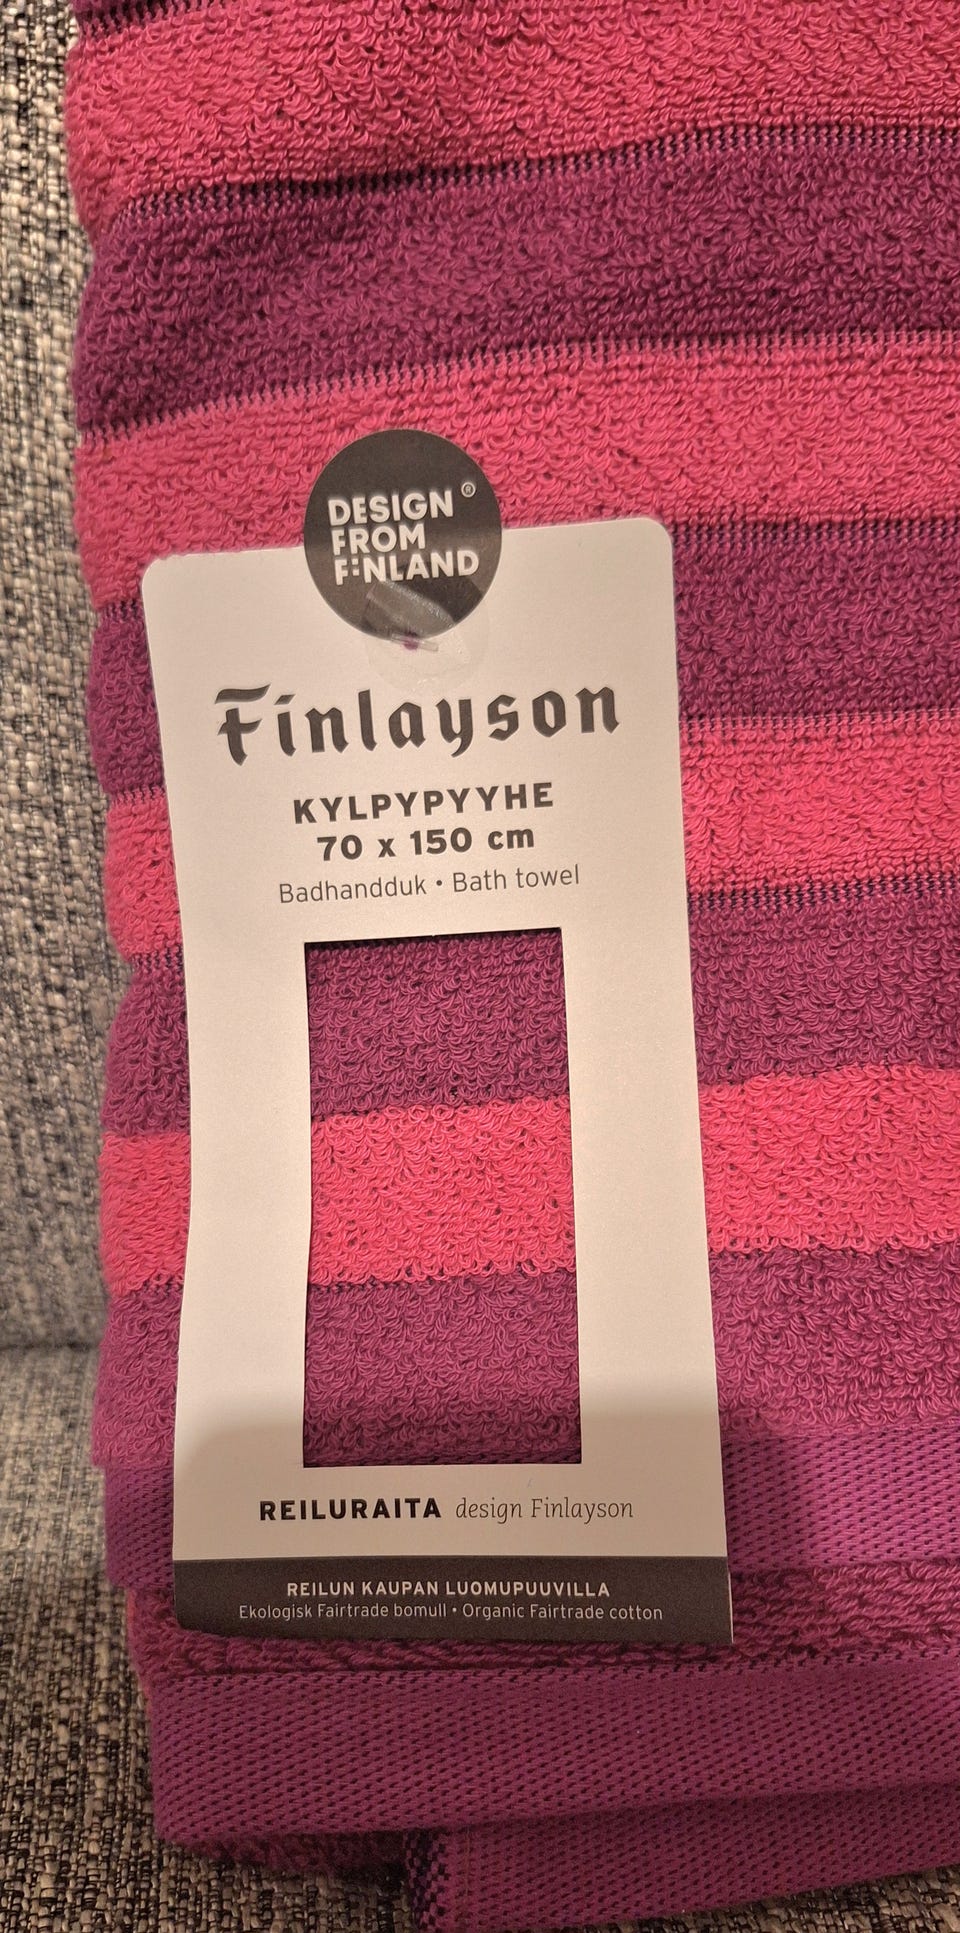 DESIGN ®
FROM
FINLAND
Finlayson
KYLPYPYYHE
70 x 150 cm
Badhandduk • Bath towel
REILURAITA design Finlayson
REILUN KAUPAN LUOMUPUUVILLA
Ekologisk Fairtrade bomull • Organic Fairtrade cotton